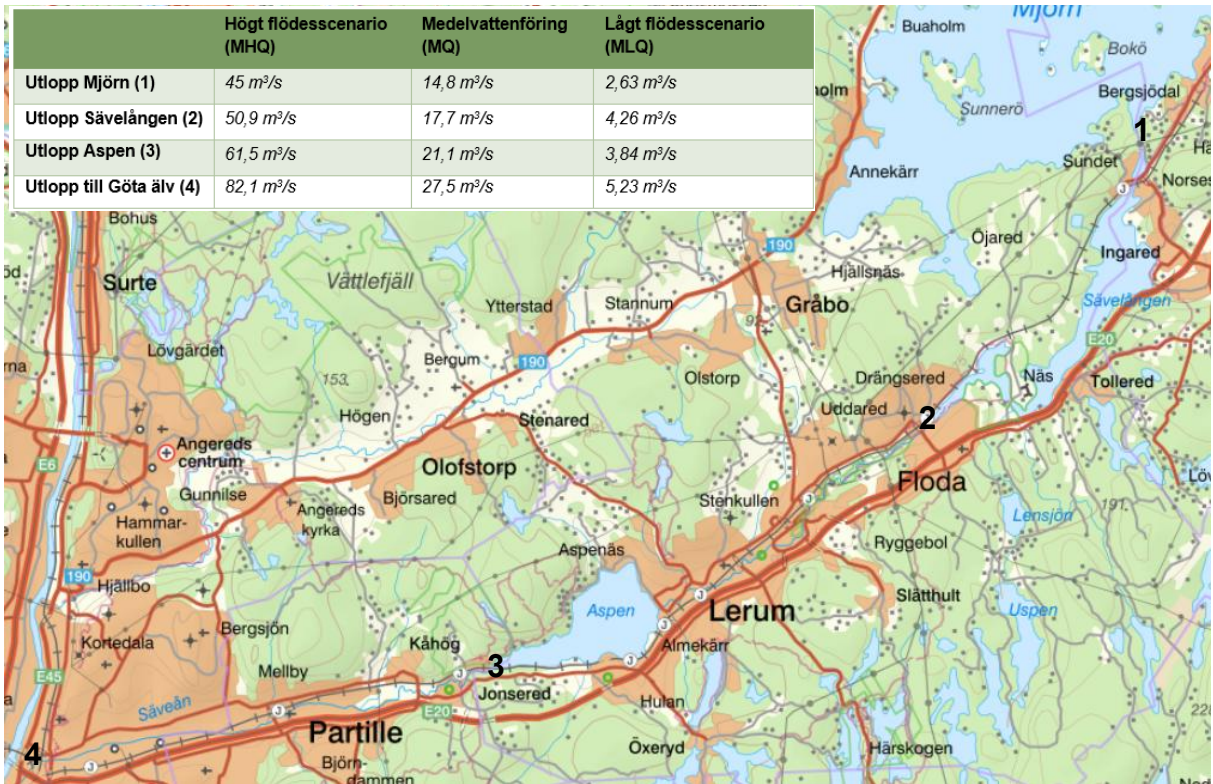 Högt flödesscenario (MHQ) Medelvattenföring (MQ) Lågt flödesscenario (MLQ)
Utlopp Mjörn (1) 45 m³/s 14,8 m³/s 2,63 m³/s
Utlopp Sävelången (2) 50,9 m³/s 17,7 m³/s 4,26 m³/s
Utlopp Aspen (3) 61,5 m³/s 21,1 m³/s 3,84 m³/s
Utlopp till Göta älv (4) 82,1 m³/s 27,5 m³/s 5,23 m³/s
Mjörn
Buaholm
Bokö
Bergsjödal
holm
Sunnerö
1
Annekärr
Sundet
J
Norses
Bohus
190
Öjared
Ingared
Hjällsnäs
Surte
Vättlefjäll
Ytterstad
Stannum
Gråbo
Sävelången
92
E20
Lövgärdet
190
Bergum
153
Olstorp
Drängsered
Näs
Tollered
Högen
Uddared
2
Stenared
Angereds
centrum
E6
Olofstorp
Floda
Gunnilse
Björsared
Stenkullen
J
Angereds
kyrka
Lensjön
191
Hammar-
kullen
Aspenäs
Ryggebol
190
Hjällbo
J
Slätthult
Aspen
Lerum
Uspen
Kortedala
Bergsjön
Kåhög
J
Almekärr
Mellby
3
J
J
Jonsered
E45
Hulan
Säveån
J
E20
Partille
Öxeryd
Härskogen
4
J
Björn-
dammen